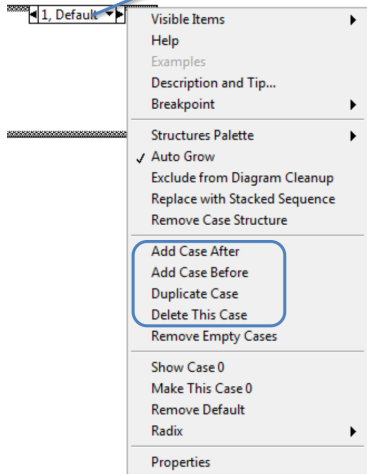 1, Default
Visible Items
Help
Examples
Description and Tip...
Breakpoint
Structures Palette
✓ Auto Grow
Exclude from Diagram Cleanup
Replace with Stacked Sequence
Remove Case Structure
Add Case After
Add Case Before
Duplicate Case
Delete This Case
Remove Empty Cases
Show Case 0
Make This Case 0
Remove Default
Radix
Properties